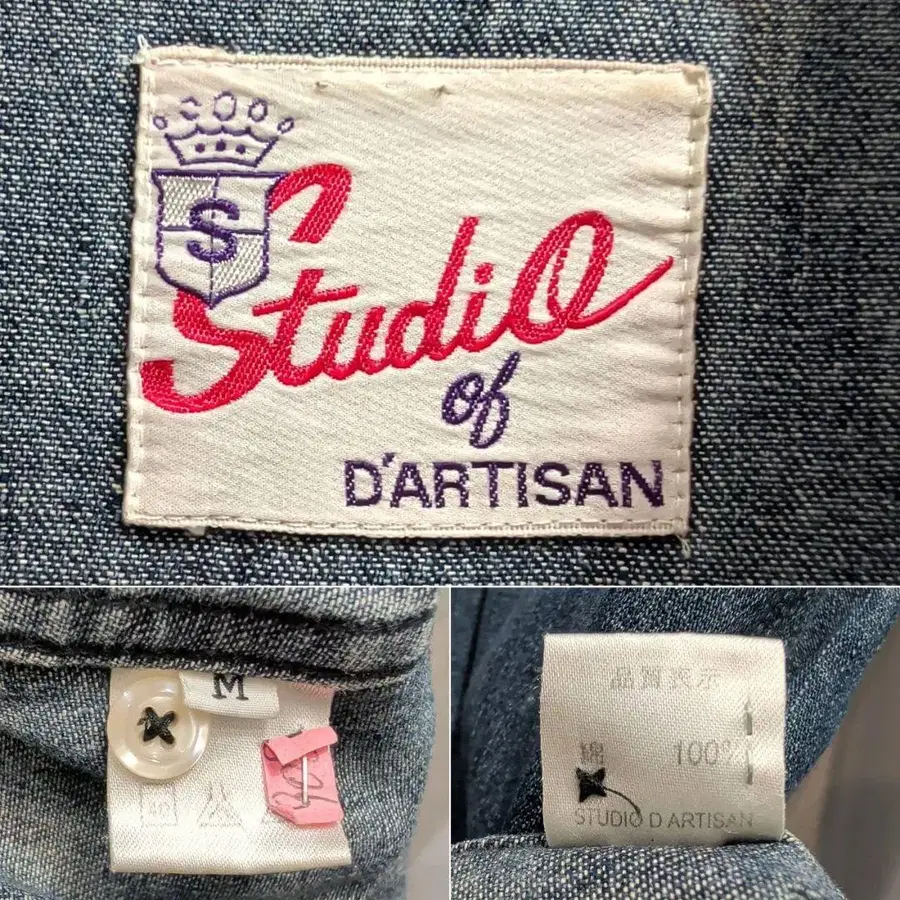 S
Studio
of
D'ARTISAN
M
品質表示
綿 100%
STUDIO D ARTISAN